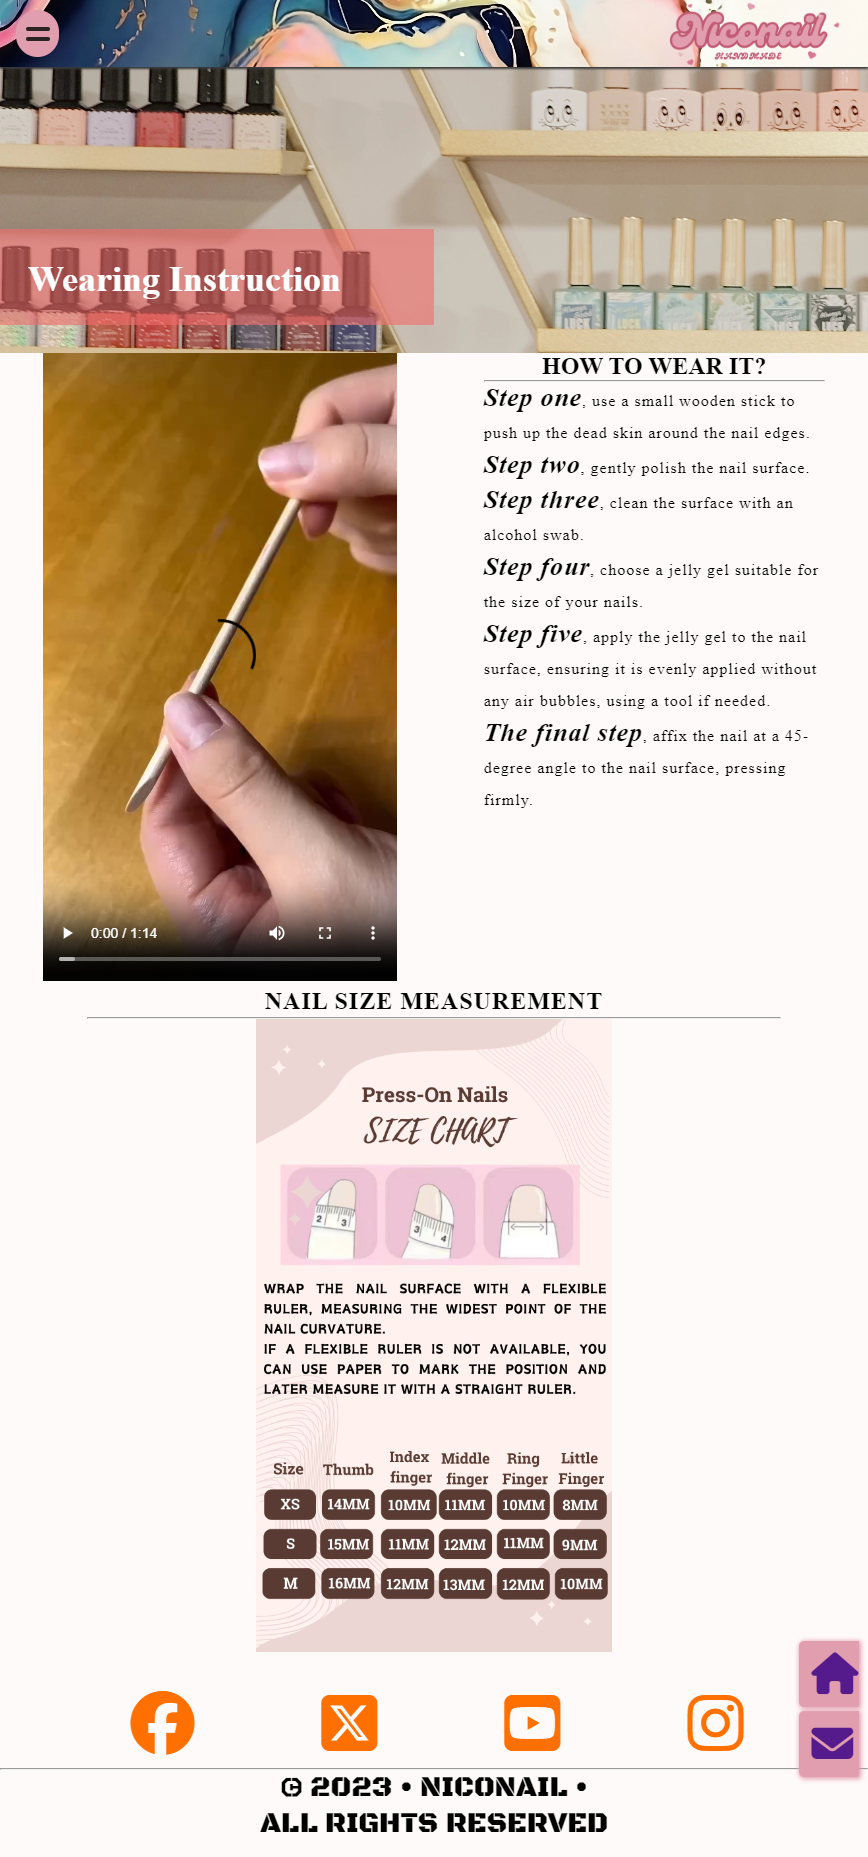 Niconail
HANDMADE
LOCK
LOCK
LOCK
Wearing Instruction
HOW TO WEAR IT?
Step one, use a small wooden stick to
push up the dead skin around the nail edges.
Step two, gently polish the nail surface.
Step three, clean the surface with an
alcohol swab.
Step four, choose a jelly gel suitable for
the size of your nails.
Step five, apply the jelly gel to the nail
surface, ensuring it is evenly applied without
any air bubbles, using a tool if needed.
The final step, affix the nail at a 45-
degree angle to the nail surface, pressing
firmly.
0:00 / 1:14
NAIL SIZE MEASUREMENT
Press-On Nails
SIZE CHART
2 3
3 4
WRAP THE NAIL SURFACE WITH A FLEXIBLE
RULER, MEASURING THE WIDEST POINT OF THE
NAIL CURVATURE.
IF A FLEXIBLE RULER IS NOT AVAILABLE, YOU
CAN USE PAPER TO MARK THE POSITION AND
LATER MEASURE IT WITH A STRAIGHT RULER.
Size Thumb Index finger Middle finger Ring Finger Little Finger
XS 14MM 10MM 11MM 10MM 8MM
S 15MM 11MM 12MM 11MM 9MM
M 16MM 12MM 13MM 12MM 10MM
© 2023 • NICONAIL •
ALL RIGHTS RESERVED